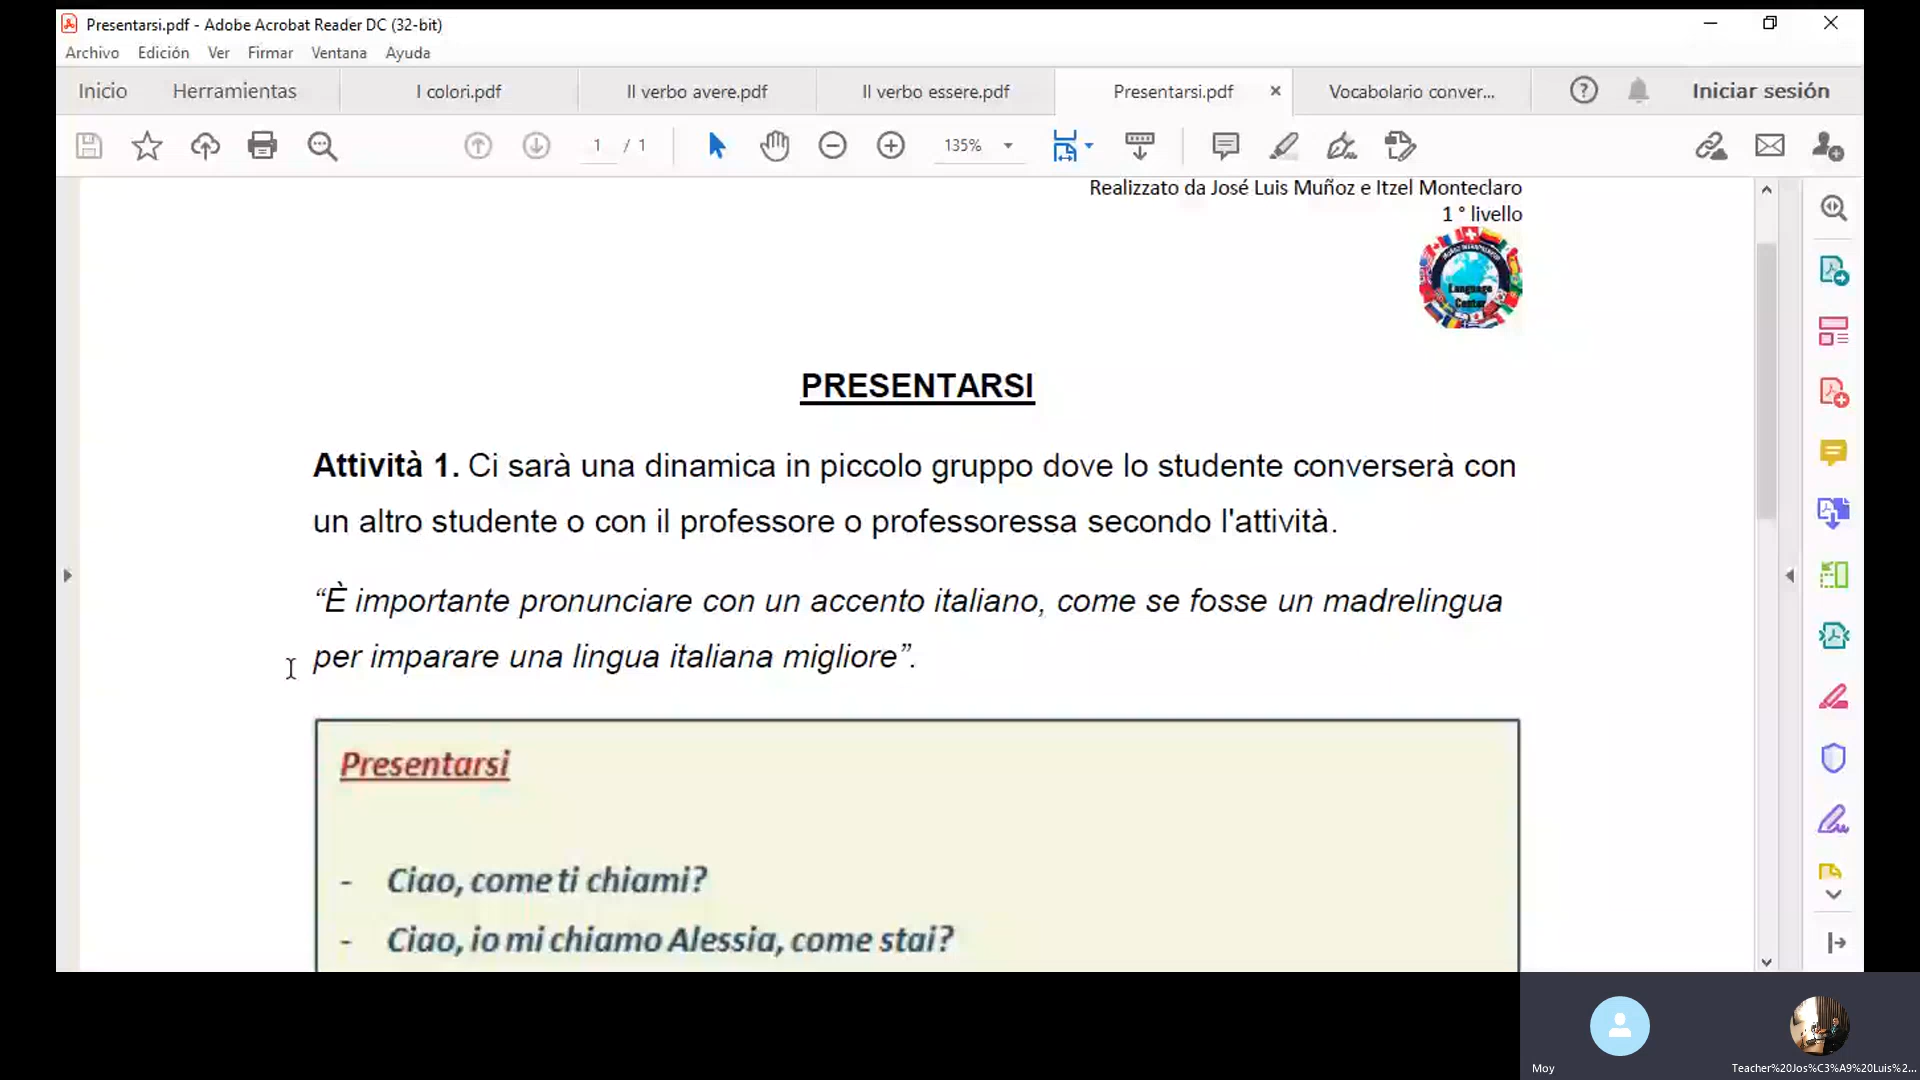 Presentarsi.pdf - Adobe Acrobat Reader DC (32-bit)
Archivo Edición Ver Firmar Ventana Ayuda
Inicio Herramientas I colori.pdf Il verbo avere.pdf Il verbo essere.pdf Presentarsi.pdf Vocabolario conver... Iniciar sesión
1 / 1 135%
Realizzato da José Luis Muñoz e Itzel Monteclaro
1 ° livello
Language
Center
PRESENTARSI
Attività 1. Ci sarà una dinamica in piccolo gruppo dove lo studente converserà con
un altro studente o con il professore o professoressa secondo l'attività.
“È importante pronunciare con un accento italiano, come se fosse un madrelingua
per imparare una lingua italiana migliore”.
Presentarsi
- Ciao, come ti chiami?
- Ciao, io mi chiamo Alessia, come stai?
Moy
Teacher%20Jos%C3%A9%20Luis%2...